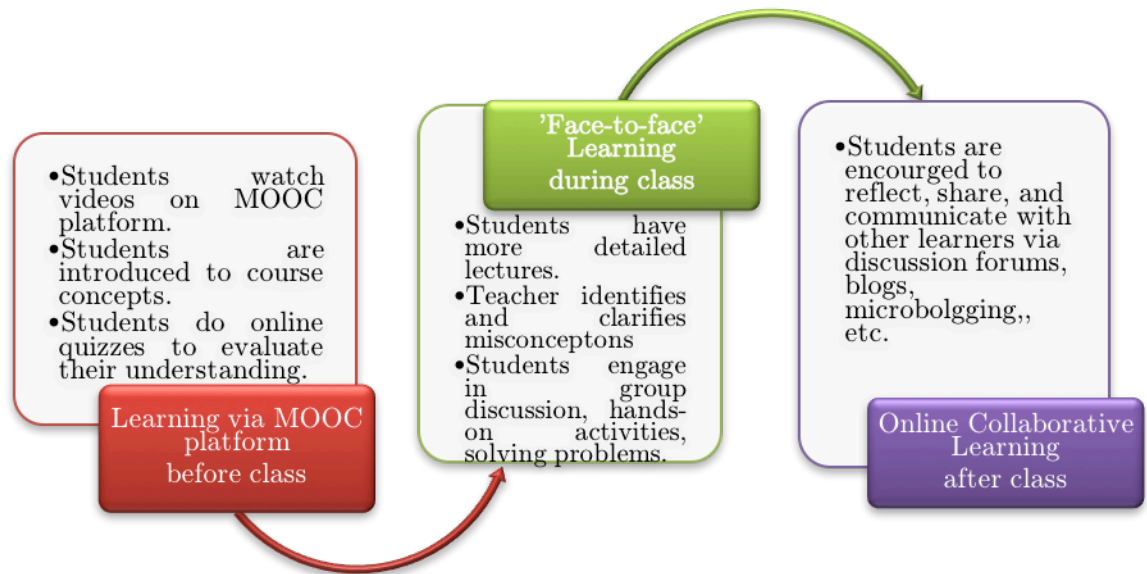 •Students watch
videos on MOOC
platform.
•Students are
introduced to course
concepts.
•Students do online
quizzes to evaluate
their understanding.
Learning via MOOC
platform
before class
'Face-to-face'
Learning
during class
•Students have
more detailed
lectures.
•Teacher identifies
and clarifies
misconceptons
•Students engage
in group
discussion, hands-
on activities,
solving problems.
•Students are
encourged to
reflect, share, and
communicate with
other learners via
discussion forums,
blogs,
microbolgging,,
etc.
Online Collaborative
Learning
after class